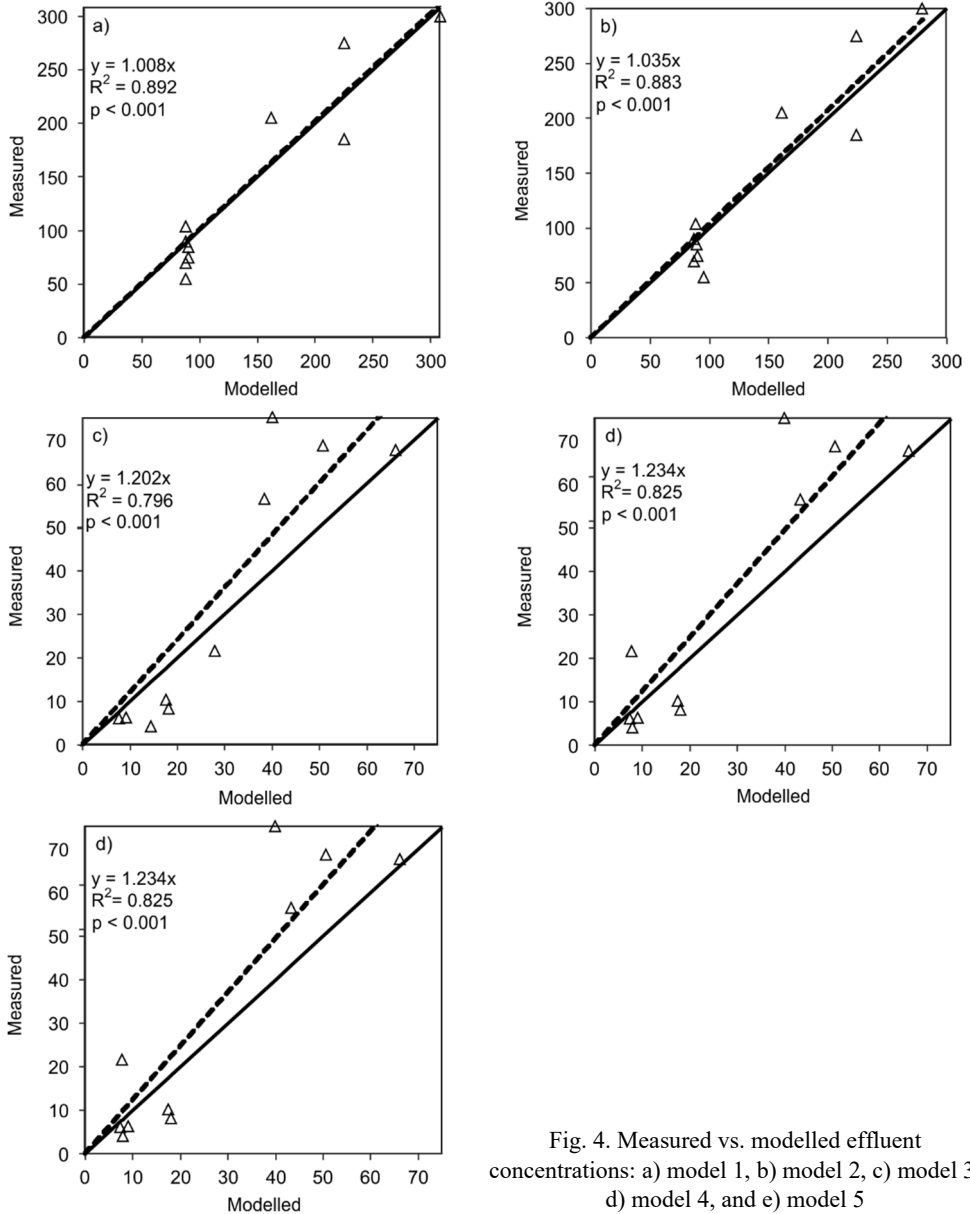 a)
y = 1.008x
R² = 0.892
p < 0.001
300
250
200
150
100
50
0
Measured
0 50 100 150 200 250 300
Modelled
b)
y = 1.035x
R² = 0.883
p < 0.001
300
250
200
150
100
50
0
Measured
0 50 100 150 200 250 300
Modelled
c)
y = 1.202x
R² = 0.796
p < 0.001
70
60
50
40
30
20
10
0
Measured
0 10 20 30 40 50 60 70
Modelled
d)
y = 1.234x
R² = 0.825
p < 0.001
70
60
50
40
30
20
10
0
Measured
0 10 20 30 40 50 60 70
Modelled
d)
y = 1.234x
R² = 0.825
p < 0.001
70
60
50
40
30
20
10
0
Measured
0 10 20 30 40 50 60 70
Modelled
Fig. 4. Measured vs. modelled effluent
concentrations: a) model 1, b) model 2, c) model 3
d) model 4, and e) model 5